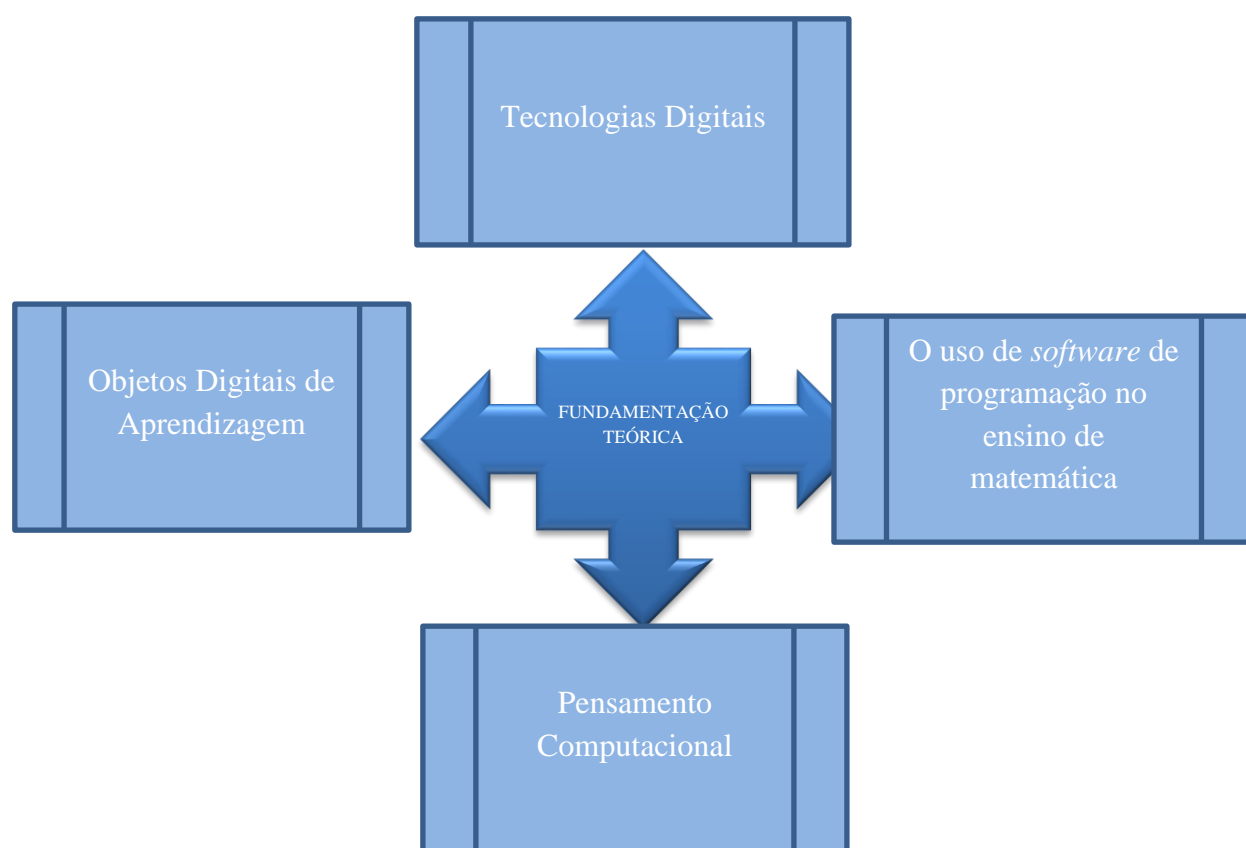 Tecnologias Digitais
Objetos Digitais de
Aprendizagem
FUNDAMENTAÇÃO
TEÓRICA
O uso de software de
programação no
ensino de
matemática
Pensamento
Computacional